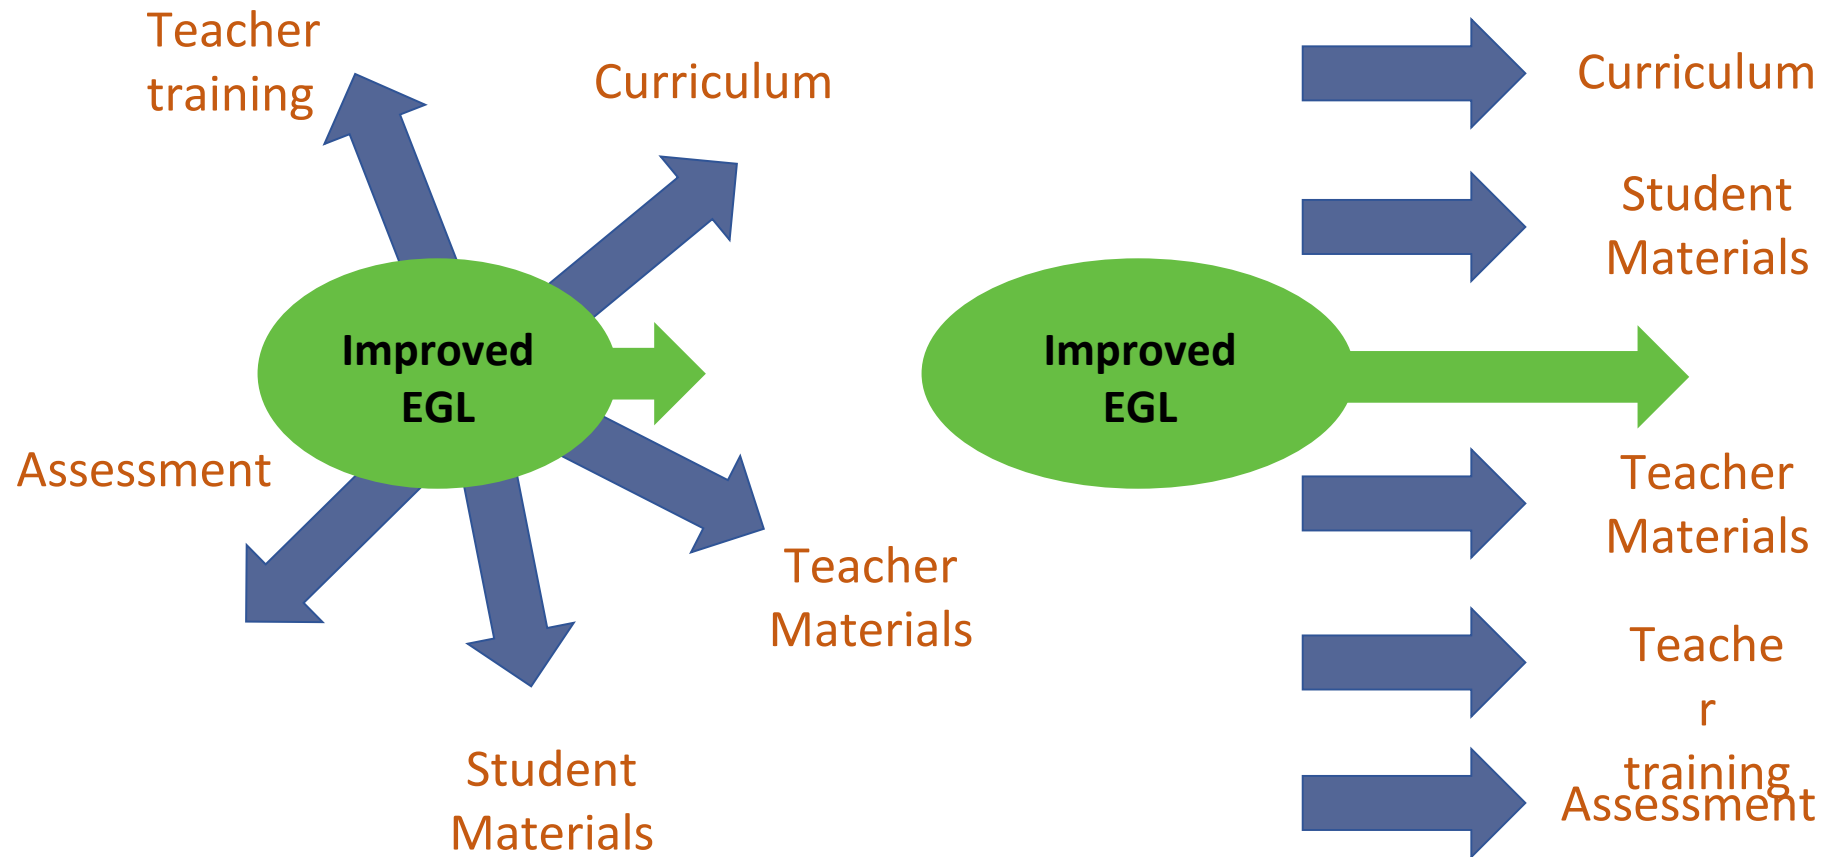 Teacher
training
Curriculum
Improved
EGL
Assessment
Teacher
Materials
Student
Materials
Curriculum
Student
Materials
Improved
EGL
Teacher
Materials
Teache
r
training
Assessment